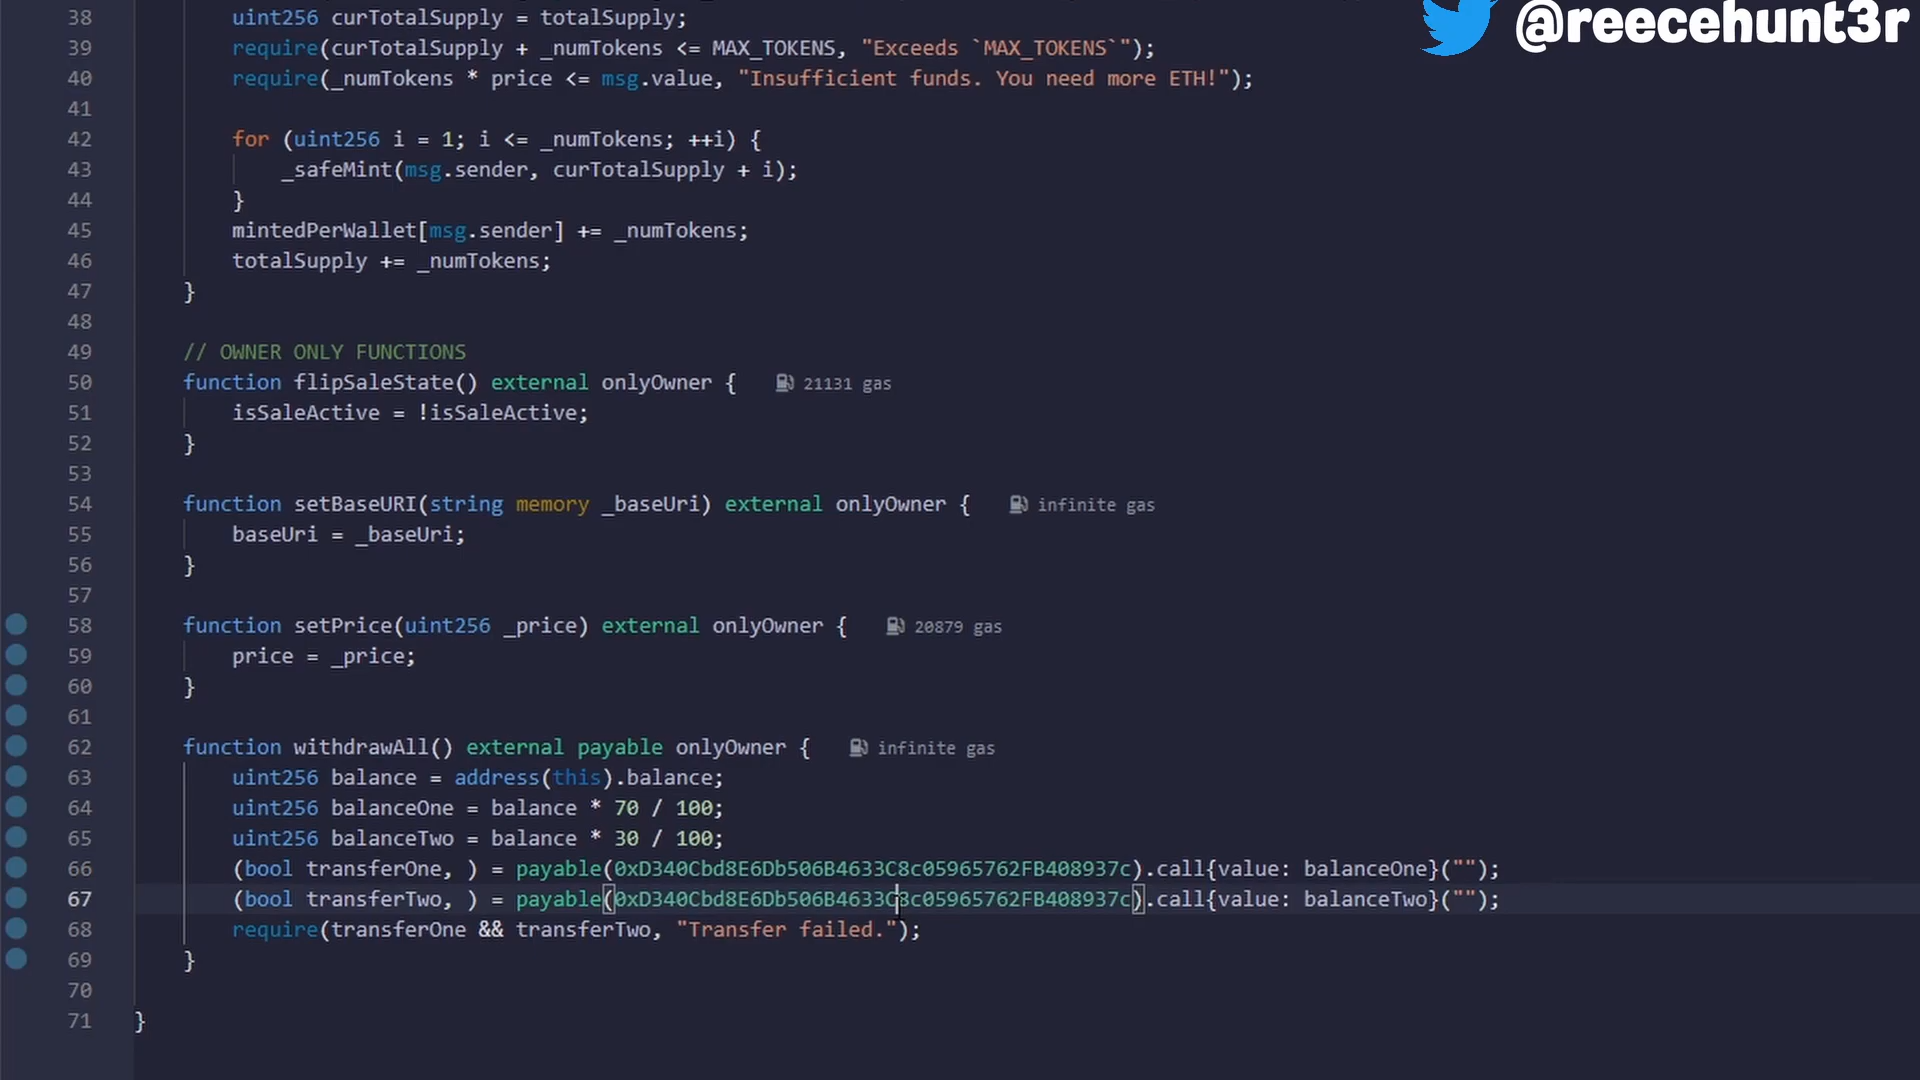 @reecehunt3r
38 uint256 curTotalSupply = totalSupply;
39 require(curTotalSupply + _numTokens <= MAX_TOKENS, "Exceeds `MAX_TOKENS`");
40 require(_numTokens * price <= msg.value, "Insufficient funds. You need more ETH!");
41
42 for (uint256 i = 1; i <= _numTokens; ++i) {
43 _safeMint(msg.sender, curTotalSupply + i);
44 }
45 mintedPerWallet[msg.sender] += _numTokens;
46 totalSupply += _numTokens;
47 }
48
49 // OWNER ONLY FUNCTIONS
50 function flipSaleState() external onlyOwner { 21131 gas
51 isSaleActive = !isSaleActive;
52 }
53
54 function setBaseURI(string memory _baseUri) external onlyOwner { infinite gas
55 baseUri = _baseUri;
56 }
57
58 function setPrice(uint256 _price) external onlyOwner { 20879 gas
59 price = _price;
60 }
61
62 function withdrawAll() external payable onlyOwner { infinite gas
63 uint256 balance = address(this).balance;
64 uint256 balanceOne = balance * 70 / 100;
65 uint256 balanceTwo = balance * 30 / 100;
66 (bool transferOne, ) = payable(0xD340Cbd8E6Db506B4633C8c05965762FB408937c).call{value: balanceOne}("");
67 (bool transferTwo, ) = payable(0xD340Cbd8E6Db506B4633C8c05965762FB408937c).call{value: balanceTwo}("");
68 require(transferOne && transferTwo, "Transfer failed.");
69 }
70
71 }